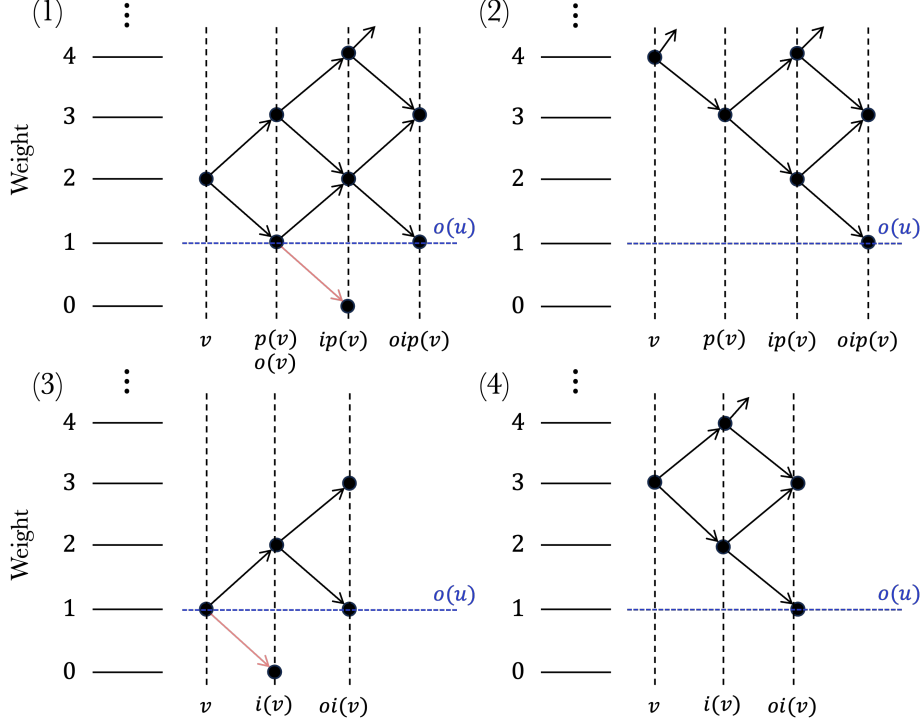 (1)
⋮
4
3
2
1
0
Weight
o(u)
v
p(v)
o(v)
ip(v)
oip(v)
(2)
⋮
4
3
2
1
0
o(u)
v
p(v)
ip(v)
oip(v)
(3)
⋮
4
3
2
1
0
Weight
o(u)
v
i(v)
oi(v)
(4)
⋮
4
3
2
1
0
o(u)
v
i(v)
oi(v)